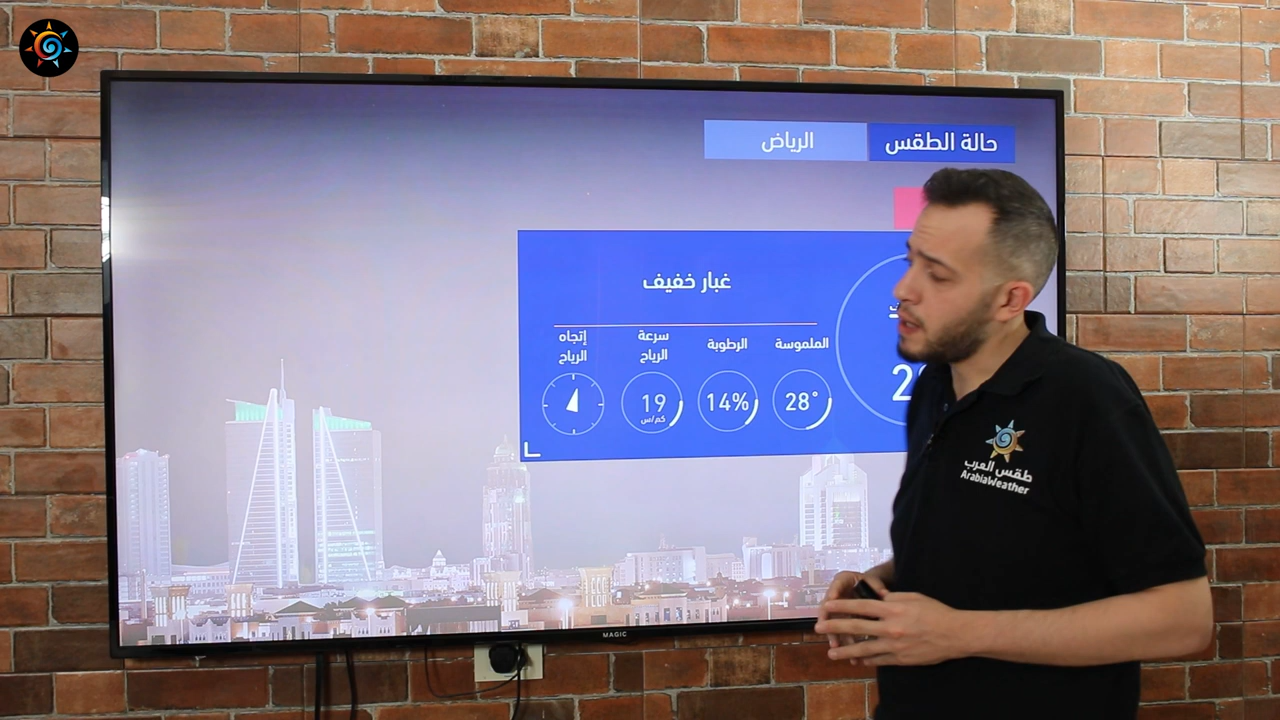 حالة الطقس
الرياض
غبار خفيف
الملموسة
الرطوبة
سرعة
الرياح
إتجاه
الرياح
28°
14%
19
كم/س
طقس العرب
ArabiaWeather
MAGIC